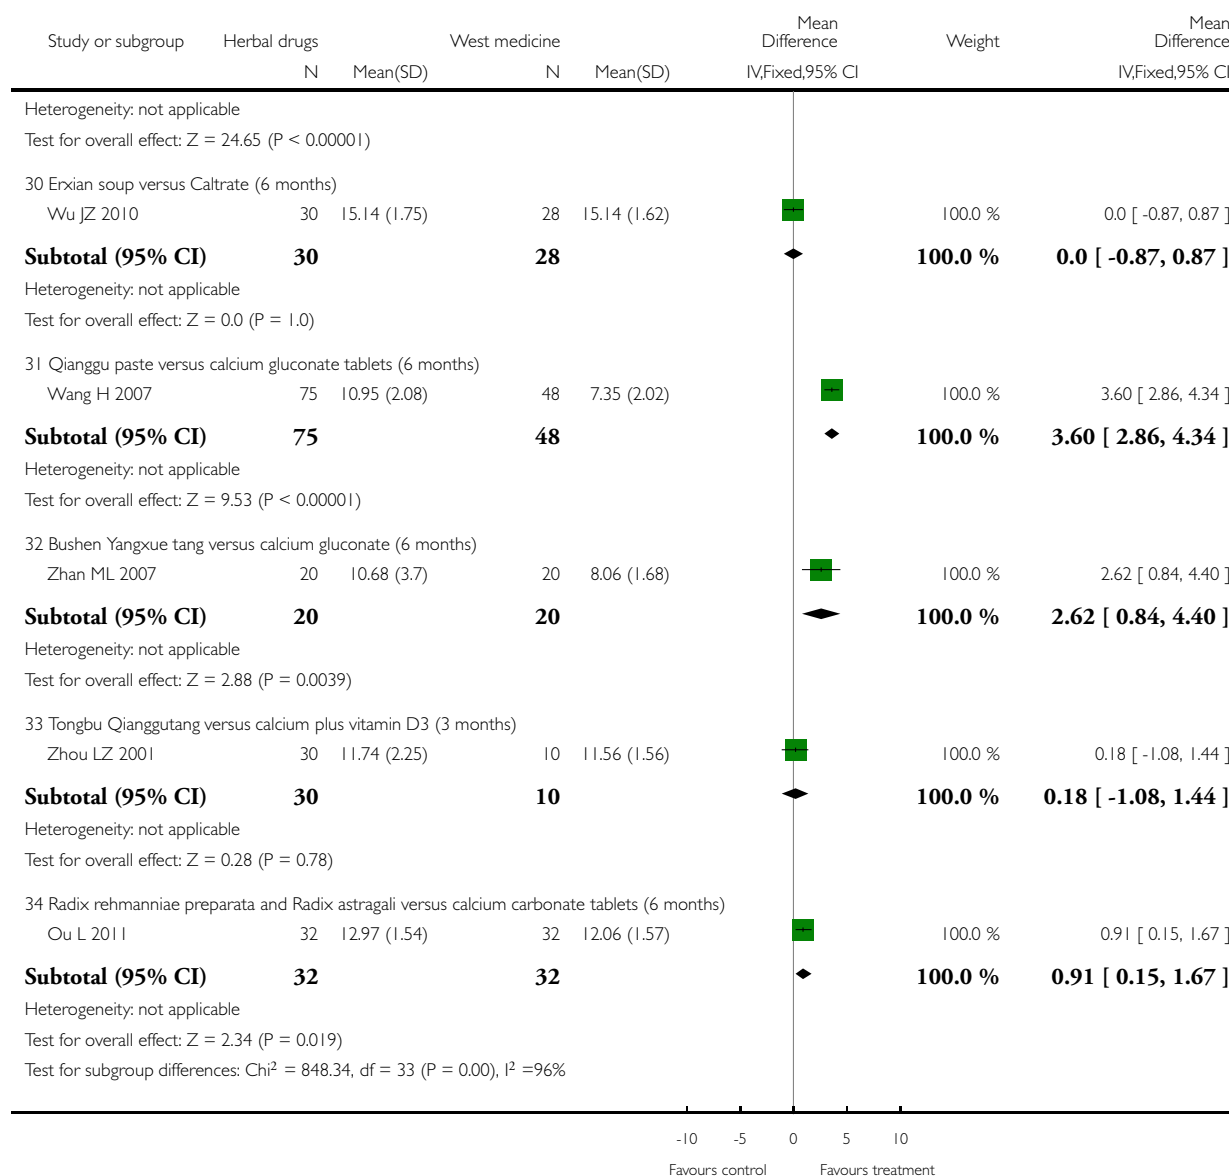 Study or subgroup Herbal drugs West medicine Mean Difference Weight Mean Difference
N Mean(SD) N Mean(SD) IV,Fixed,95% CI IV,Fixed,95% CI
Heterogeneity: not applicable
Test for overall effect: Z = 24.65 (P < 0.00001)
30 Erxian soup versus Caltrate (6 months)
Wu JZ 2010 30 15.14 (1.75) 28 15.14 (1.62) 100.0 % 0.0 [ -0.87, 0.87 ]
Subtotal (95% CI) 30 28 100.0 % 0.0 [ -0.87, 0.87 ]
Heterogeneity: not applicable
Test for overall effect: Z = 0.0 (P = 1.0)
31 Qianggu paste versus calcium gluconate tablets (6 months)
Wang H 2007 75 10.95 (2.08) 48 7.35 (2.02) 100.0 % 3.60 [ 2.86, 4.34 ]
Subtotal (95% CI) 75 48 100.0 % 3.60 [ 2.86, 4.34 ]
Heterogeneity: not applicable
Test for overall effect: Z = 9.53 (P < 0.00001)
32 Bushen Yangxue tang versus calcium gluconate (6 months)
Zhan ML 2007 20 10.68 (3.7) 20 8.06 (1.68) 100.0 % 2.62 [ 0.84, 4.40 ]
Subtotal (95% CI) 20 20 100.0 % 2.62 [ 0.84, 4.40 ]
Heterogeneity: not applicable
Test for overall effect: Z = 2.88 (P = 0.0039)
33 Tongbu Qianggutang versus calcium plus vitamin D3 (3 months)
Zhou LZ 2001 30 11.74 (2.25) 10 11.56 (1.56) 100.0 % 0.18 [ -1.08, 1.44 ]
Subtotal (95% CI) 30 10 100.0 % 0.18 [ -1.08, 1.44 ]
Heterogeneity: not applicable
Test for overall effect: Z = 0.28 (P = 0.78)
34 Radix rehmanniae preparata and Radix astragali versus calcium carbonate tablets (6 months)
Ou L 2011 32 12.97 (1.54) 32 12.06 (1.57) 100.0 % 0.91 [ 0.15, 1.67 ]
Subtotal (95% CI) 32 32 100.0 % 0.91 [ 0.15, 1.67 ]
Heterogeneity: not applicable
Test for overall effect: Z = 2.34 (P = 0.019)
Test for subgroup differences: Chi² = 848.34, df = 33 (P = 0.00), I² =96%
-10 -5 0 5 10
Favours control Favours treatment